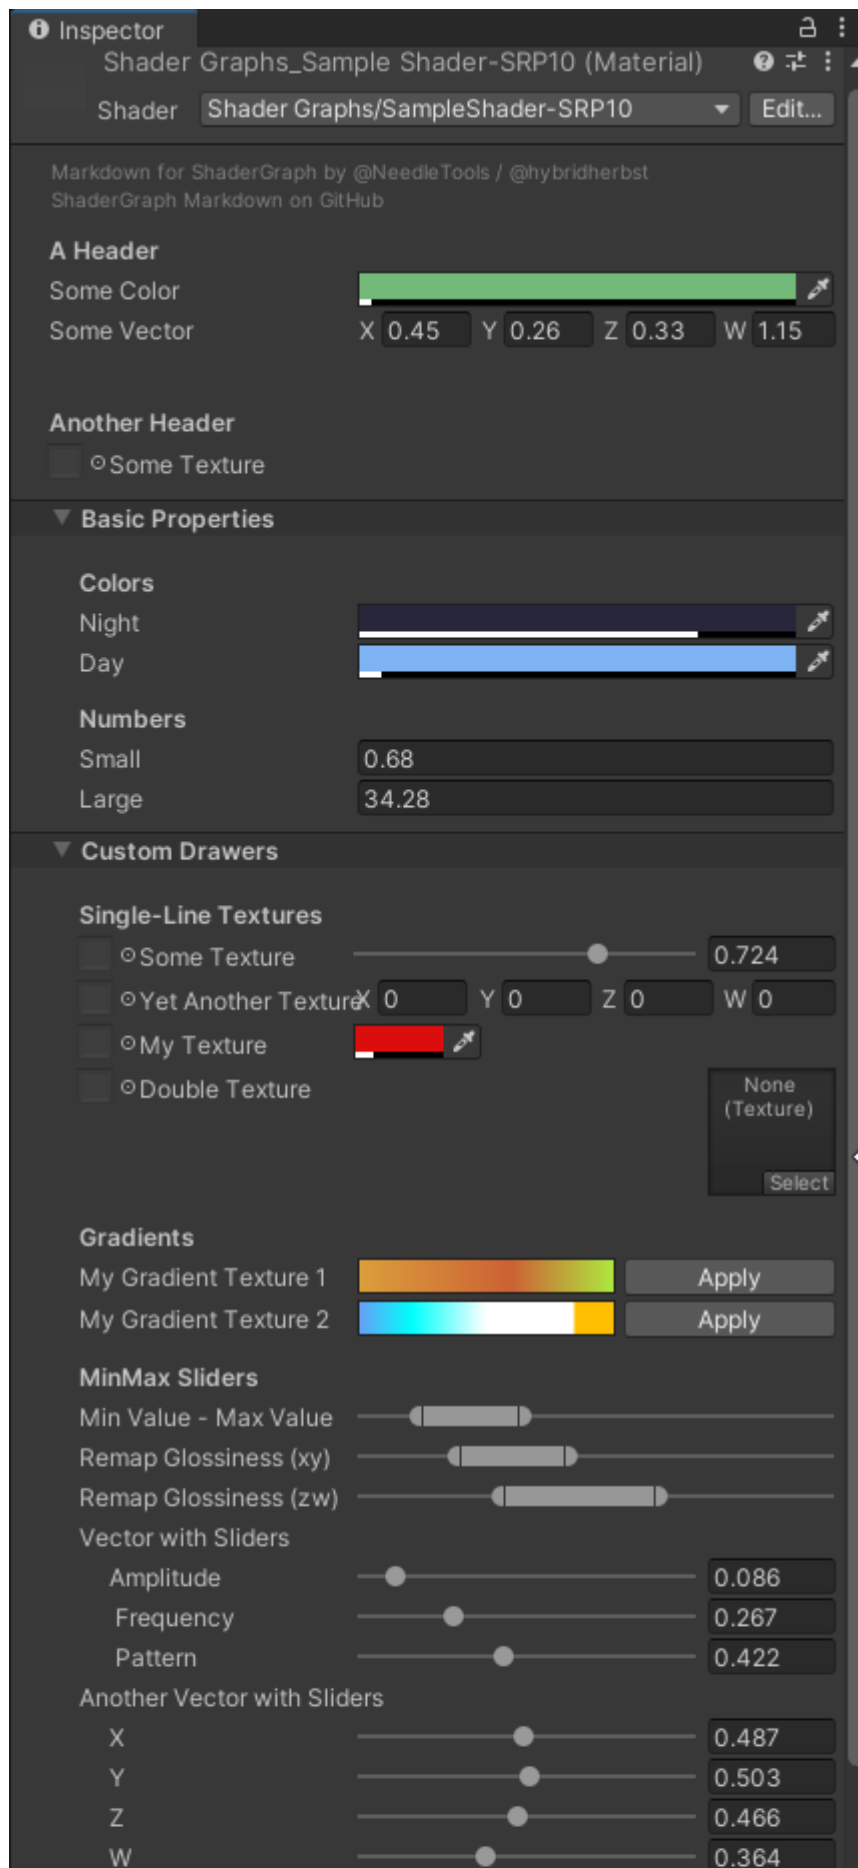 Inspector
Shader Graphs_Sample Shader-SRP10 (Material)
Shader Shader Graphs/SampleShader-SRP10 Edit...
Markdown for ShaderGraph by @NeedleTools / @hybridherbst
ShaderGraph Markdown on GitHub
A Header
Some Color
Some Vector X 0.45 Y 0.26 Z 0.33 W 1.15
Another Header
Some Texture
Basic Properties
Colors
Night
Day
Numbers
Small 0.68
Large 34.28
Custom Drawers
Single-Line Textures
Some Texture 0.724
Yet Another Texture X 0 Y 0 Z 0 W 0
My Texture
Double Texture None
(Texture)
Select
Gradients
My Gradient Texture 1 Apply
My Gradient Texture 2 Apply
MinMax Sliders
Min Value - Max Value
Remap Glossiness (xy)
Remap Glossiness (zw)
Vector with Sliders
Amplitude 0.086
Frequency 0.267
Pattern 0.422
Another Vector with Sliders
X 0.487
Y 0.503
Z 0.466
W 0.364